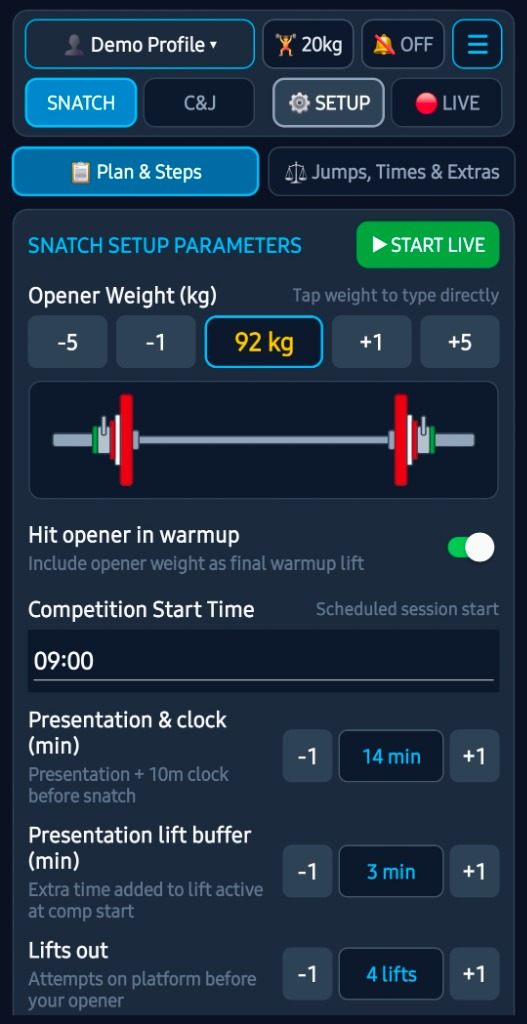 👤 Demo Profile ▾
🏋️ 20kg
🔕 OFF
☰
SNATCH
C&J
⚙️ SETUP
🔴 LIVE
📋 Plan & Steps
⚖️ Jumps, Times & Extras
SNATCH SETUP PARAMETERS
▶ START LIVE
Opener Weight (kg)
Tap weight to type directly
-5
-1
92 kg
+1
+5
Hit opener in warmup
Include opener weight as final warmup lift
Competition Start Time
Scheduled session start
09:00
Presentation & clock
(min)
Presentation + 10m clock
before snatch
-1
14 min
+1
Presentation lift buffer
(min)
Extra time added to lift active
at comp start
-1
3 min
+1
Lifts out
Attempts on platform before
your opener
-1
4 lifts
+1